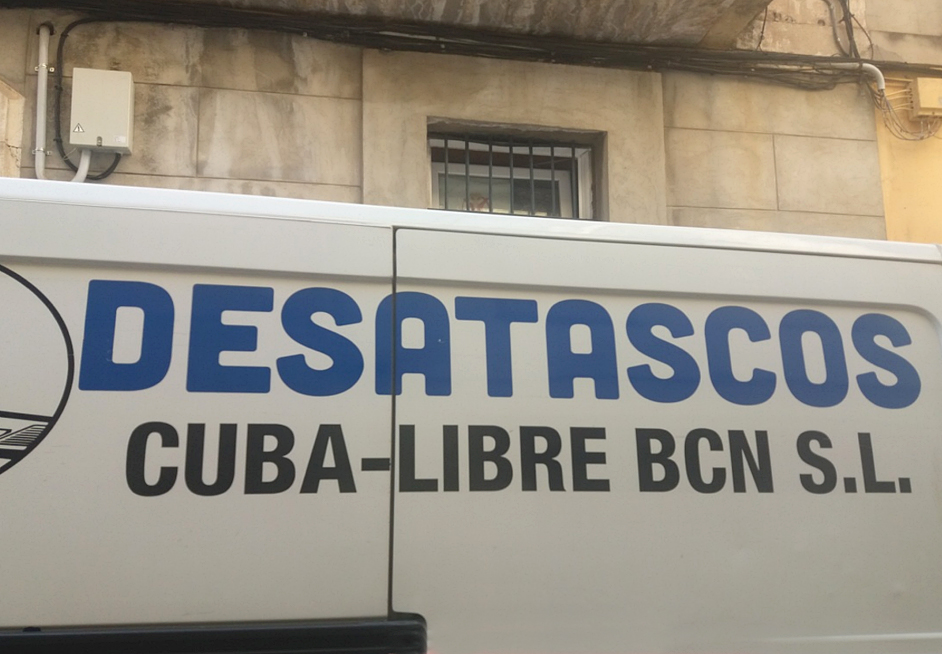 DESATASCOS
CUBA-LIBRE BCN S.L.